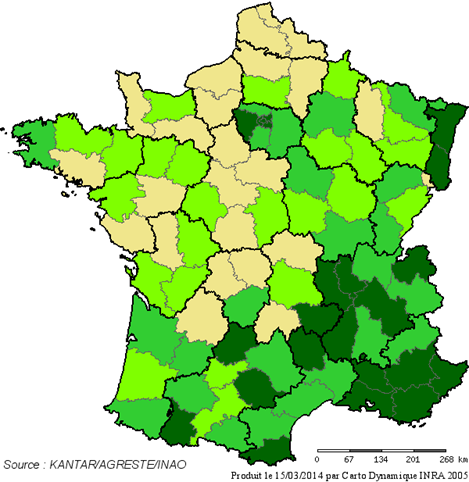 0 67 134 201 268 km
Source : KANTAR/AGRESTE/INAO
Produit le 15/03/2014 par Carto Dynamique INRA 2005